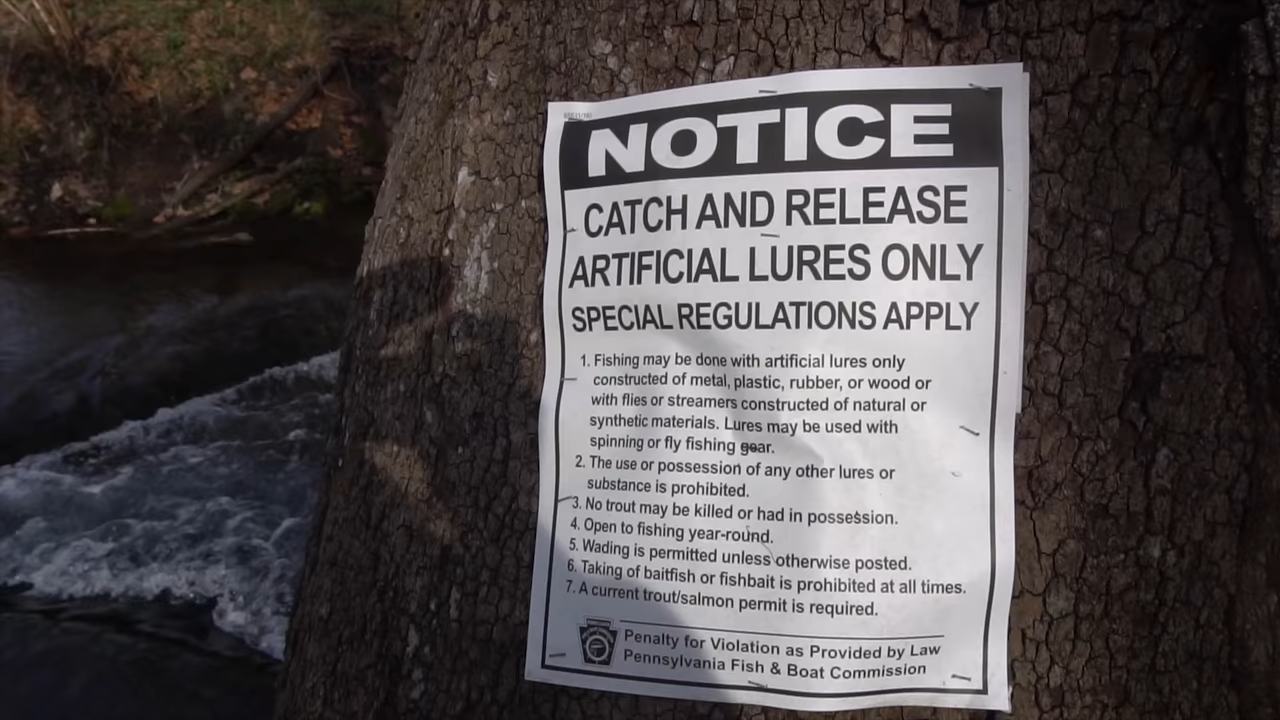 NOTICE
CATCH AND RELEASE
ARTIFICIAL LURES ONLY
SPECIAL REGULATIONS APPLY
1. Fishing may be done with artificial lures only
constructed of metal, plastic, rubber, or wood or
with flies or streamers constructed of natural or
synthetic materials. Lures may be used with
spinning or fly fishing gear.
2. The use or possession of any other lures or
substance is prohibited.
3. No trout may be killed or had in possession.
4. Open to fishing year-round.
5. Wading is permitted unless otherwise posted.
6. Taking of baitfish or fishbait is prohibited at all times.
7. A current trout/salmon permit is required.
Penalty for Violation as Provided by Law
Pennsylvania Fish & Boat Commission